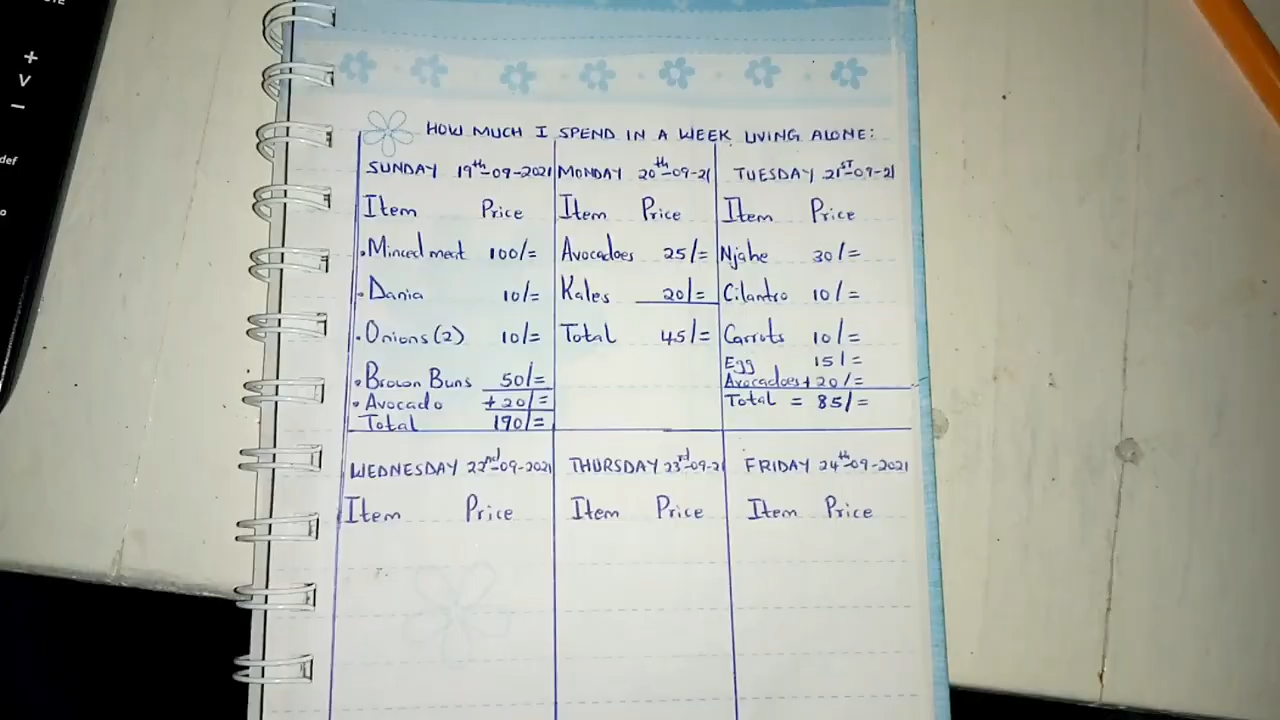 HOW MUCH I SPEND IN A WEEK LIVING ALONE:
SUNDAY 19th-09-2021
Item Price
• Minced meat 100/=
• Dania 10/=
• Onions (2) 10/=
• Brown Buns 50/=
• Avocado + 20/=
Total 190/=
MONDAY 20th-09-21
Item Price
Avocadoes 25/=
Kales 20/=
Total 45/=
TUESDAY 21ST-09-21
Item Price
Njahe 30/=
Cilantro 10/=
Carrots 10/=
Egg 15/=
Avocadoes + 20/=
Total = 85/=
WEDNESDAY 22nd-09-2021
Item Price
THURSDAY 23rd-09-2
Item Price
FRIDAY 24th-09-2021
Item Price
+
V
−
def